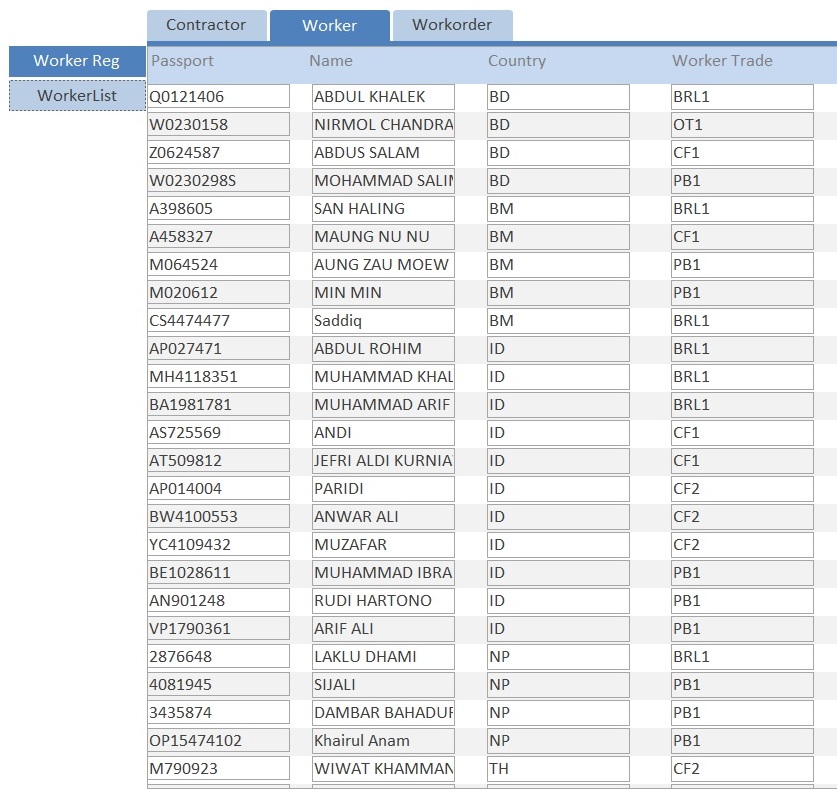 Contractor Worker Workorder
Worker Reg Passport Name Country Worker Trade
WorkerList Q0121406 ABDUL KHALEK BD BRL1
W0230158 NIRMOL CHANDRA BD OT1
Z0624587 ABDUS SALAM BD CF1
W0230298S MOHAMMAD SALIM BD PB1
A398605 SAN HALING BM BRL1
A458327 MAUNG NU NU BM CF1
M064524 AUNG ZAU MOEW BM PB1
M020612 MIN MIN BM PB1
CS4474477 Saddiq BM BRL1
AP027471 ABDUL ROHIM ID BRL1
MH4118351 MUHAMMAD KHAL ID BRL1
BA1981781 MUHAMMAD ARIF ID BRL1
AS725569 ANDI ID CF1
AT509812 JEFRI ALDI KURNIA ID CF1
AP014004 PARIDI ID CF2
BW4100553 ANWAR ALI ID CF2
YC4109432 MUZAFAR ID CF2
BE1028611 MUHAMMAD IBRA ID PB1
AN901248 RUDI HARTONO ID PB1
VP1790361 ARIF ALI ID PB1
2876648 LAKLU DHAMI NP BRL1
4081945 SIJALI NP PB1
3435874 DAMBAR BAHADUR NP PB1
OP15474102 Khairul Anam NP PB1
M790923 WIWAT KHAMMAN TH CF2